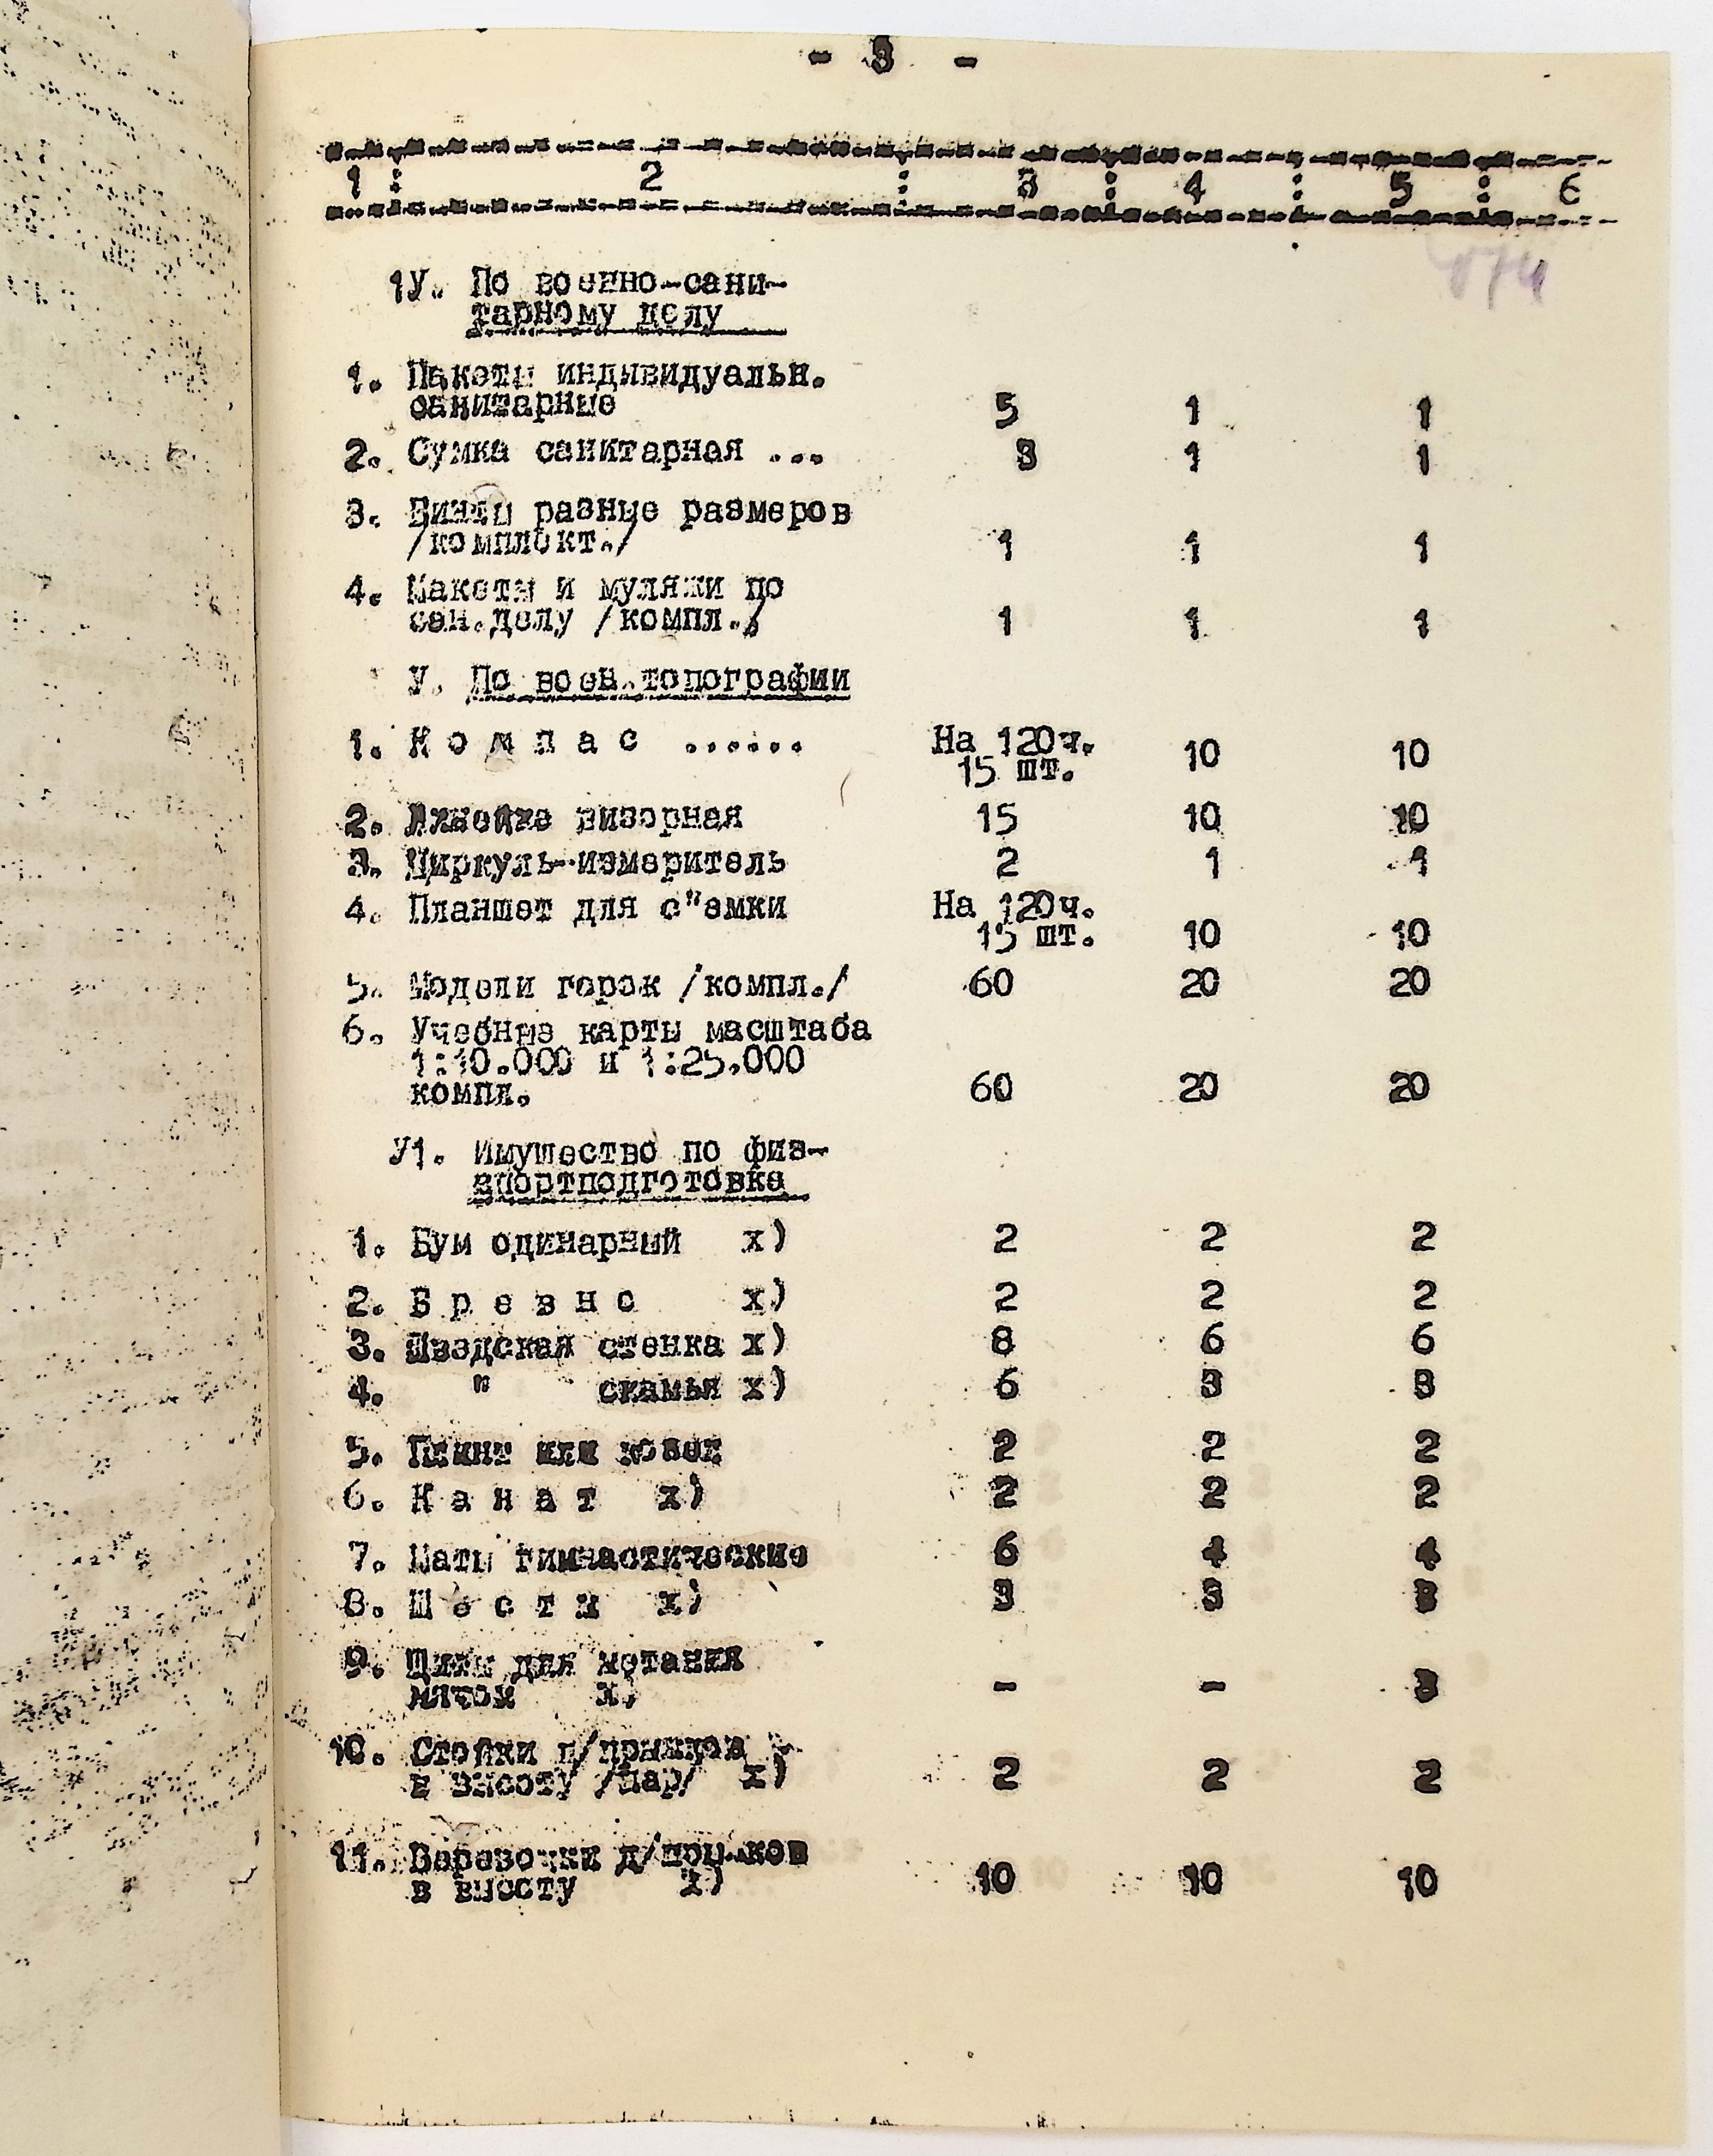 - 3 -
1 : 2 : 3 : 4 : 5 : 6
1У. По военно-сани-
тарному делу
1. Пакеты индивидуальн.
санитарные 5 1 1
2. Сумка санитарная ... 3 1 1
3. Бинты разные размеров
/комплект./ 1 1 1
4. Макеты и муляжи по
сан.делу /компл./ 1 1 1
У. По воен.топографии
1. К о м п а с ...... На 120ч. 10 10
15 шт.
2. Линейка визорная 15 10 10
3. Циркуль-измеритель 2 1 1
4. Планшет для с"емки На 120ч.
15 шт. 10 10
5. Модели горок /компл./ 60 20 20
6. Учебные карты масштаба
1:10.000 и 1:25.000
компл. 60 20 20
У1. Имущество по физ-
спортподготовке
1. Бум одинарный х) 2 2 2
2. Б р е в н о х) 2 2 2
3. Шведская стенка х) 8 6 6
4. " скамья х) 6 3 3
5. или 2 2 2
6. К а н а т х) 2 2 2
7. Маты гимнастические 6 4 4
8. Ш е с т ы х) 3 3 3
9. Щиты для метания
мячей х) - - 3
10. Стойки д/прыжков
в высоту /пар/ х) 2 2 2
11. Веревочки д/прыжков
в высоту х) 10 10 10